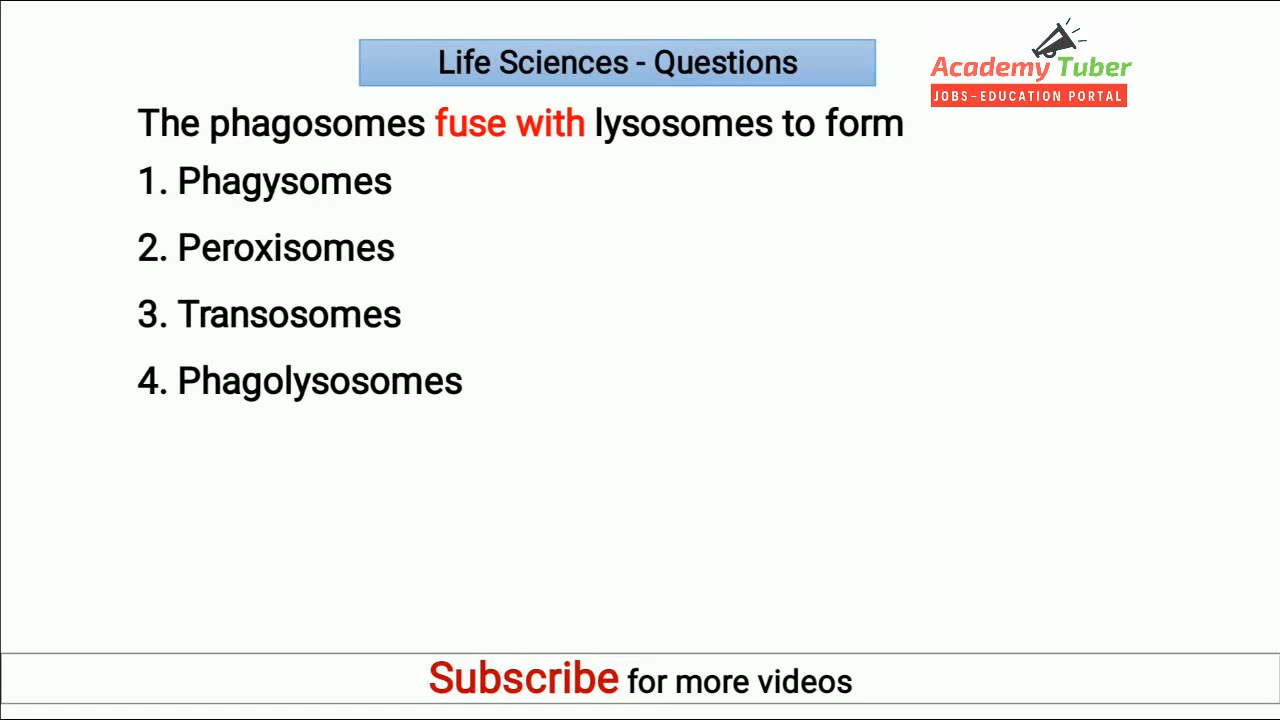 Life Sciences - Questions
Academy Tuber
JOBS-EDUCATION PORTAL
The phagosomes fuse with lysosomes to form
1. Phagysomes
2. Peroxisomes
3. Transosomes
4. Phagolysosomes
Subscribe for more videos